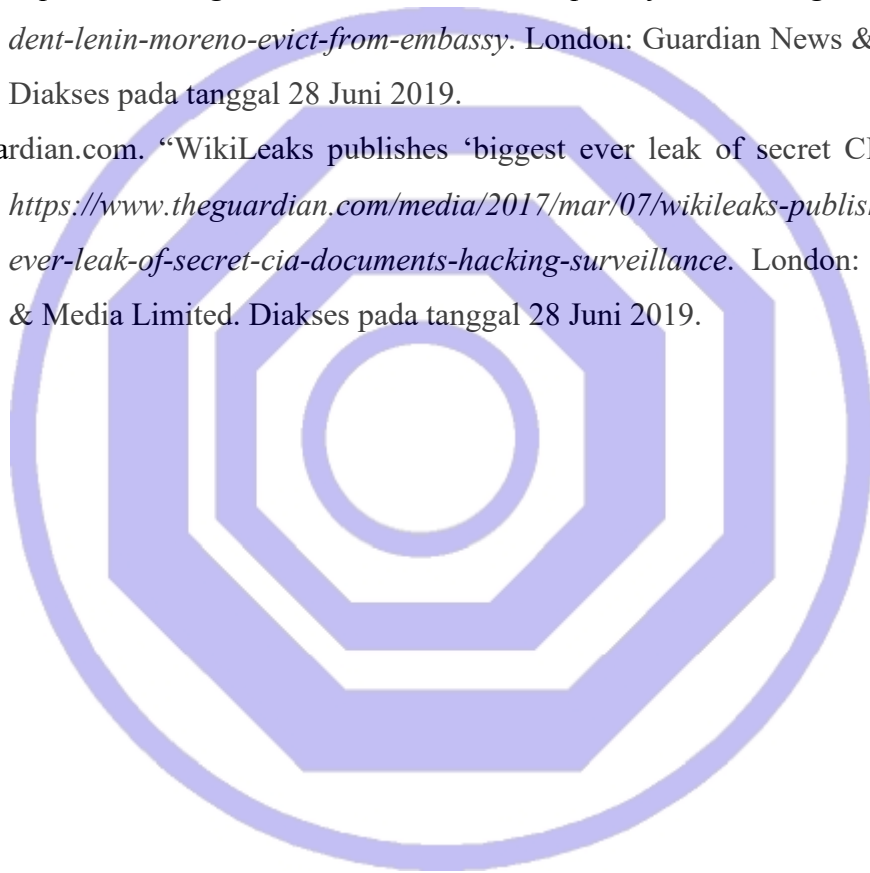 dent-lenin-moreno-evict-from-embassy. London: Guardian News &
Diakses pada tanggal 28 Juni 2019.
ardian.com. “WikiLeaks publishes ‘biggest ever leak of secret
https://www.theguardian.com/media/2017/mar/07/wikileaks-publis
ever-leak-of-secret-cia-documents-hacking-surveillance. London:
& Media Limited. Diakses pada tanggal 28 Juni 2019.